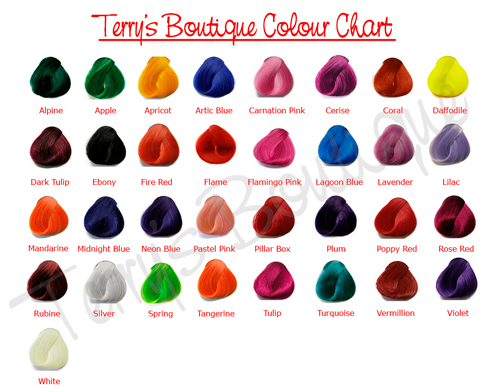 Terry's Boutique Colour Chart
Alpine Apple Apricot Artic Blue Carnation Pink Cerise Coral Daffodile
Dark Tulip Ebony Fire Red Flame Flamingo Pink Lagoon Blue Lavender Lilac
Mandarine Midnight Blue Neon Blue Pastel Pink Pillar Box Plum Poppy Red Rose Red
Rubine Silver Spring Tangerine Tulip Turquoise Vermillion Violet
White
Terry's Boutique